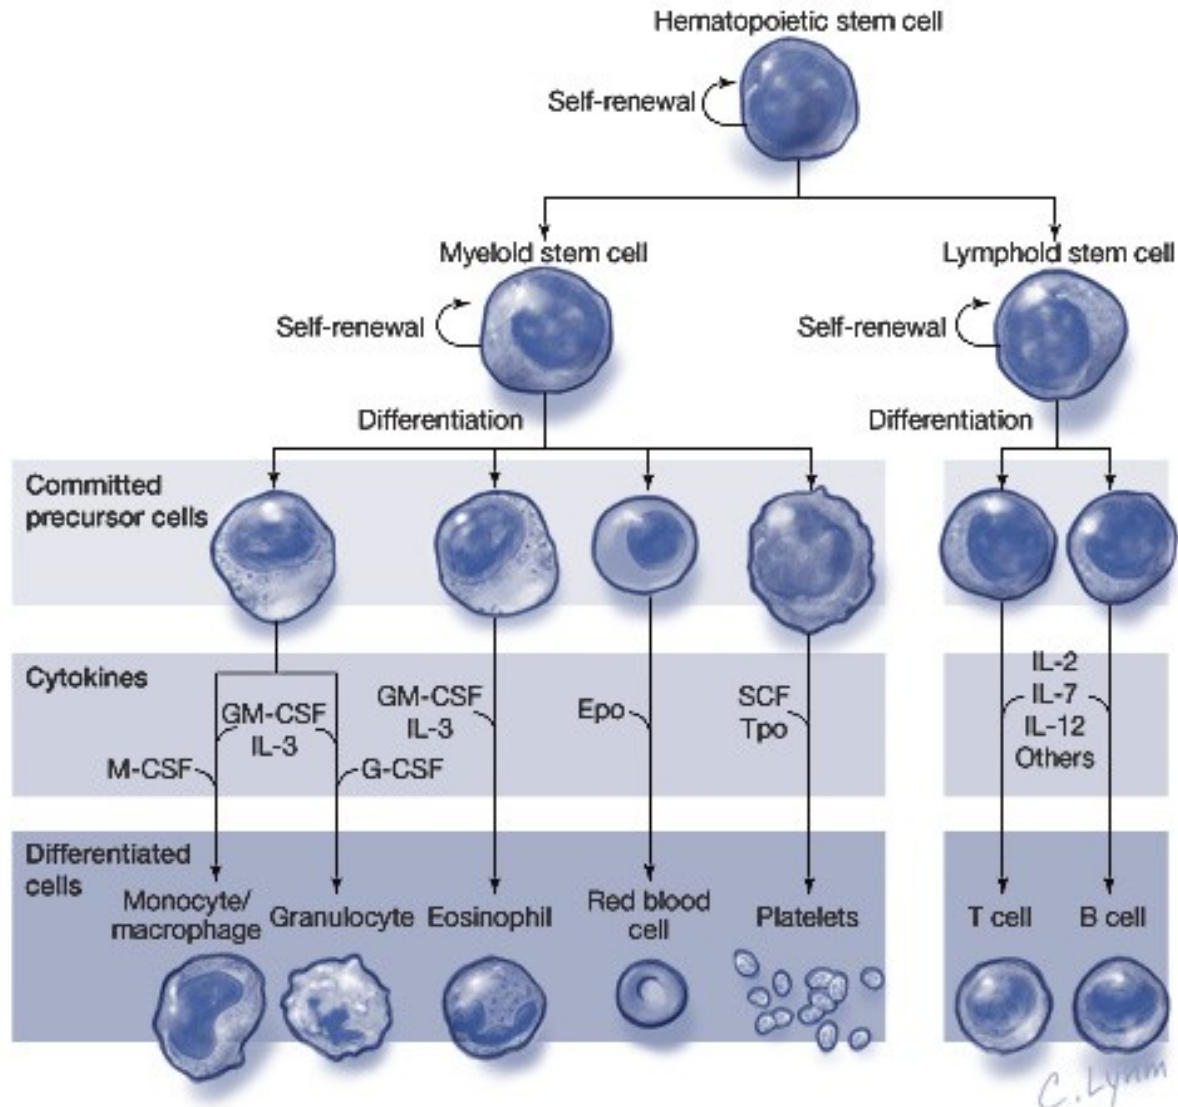 Hematopoietic stem cell
Self-renewal
Myeloid stem cell
Lymphoid stem cell
Self-renewal
Self-renewal
Differentiation
Differentiation
Committed
precursor cells
Cytokines
GM-CSF
IL-3
M-CSF
G-CSF
GM-CSF
IL-3
Epo
SCF
Tpo
IL-2
IL-7
IL-12
Others
Differentiated
cells
Monocyte/
macrophage
Granulocyte
Eosinophil
Red blood
cell
Platelets
T cell
B cell
C. Lynm